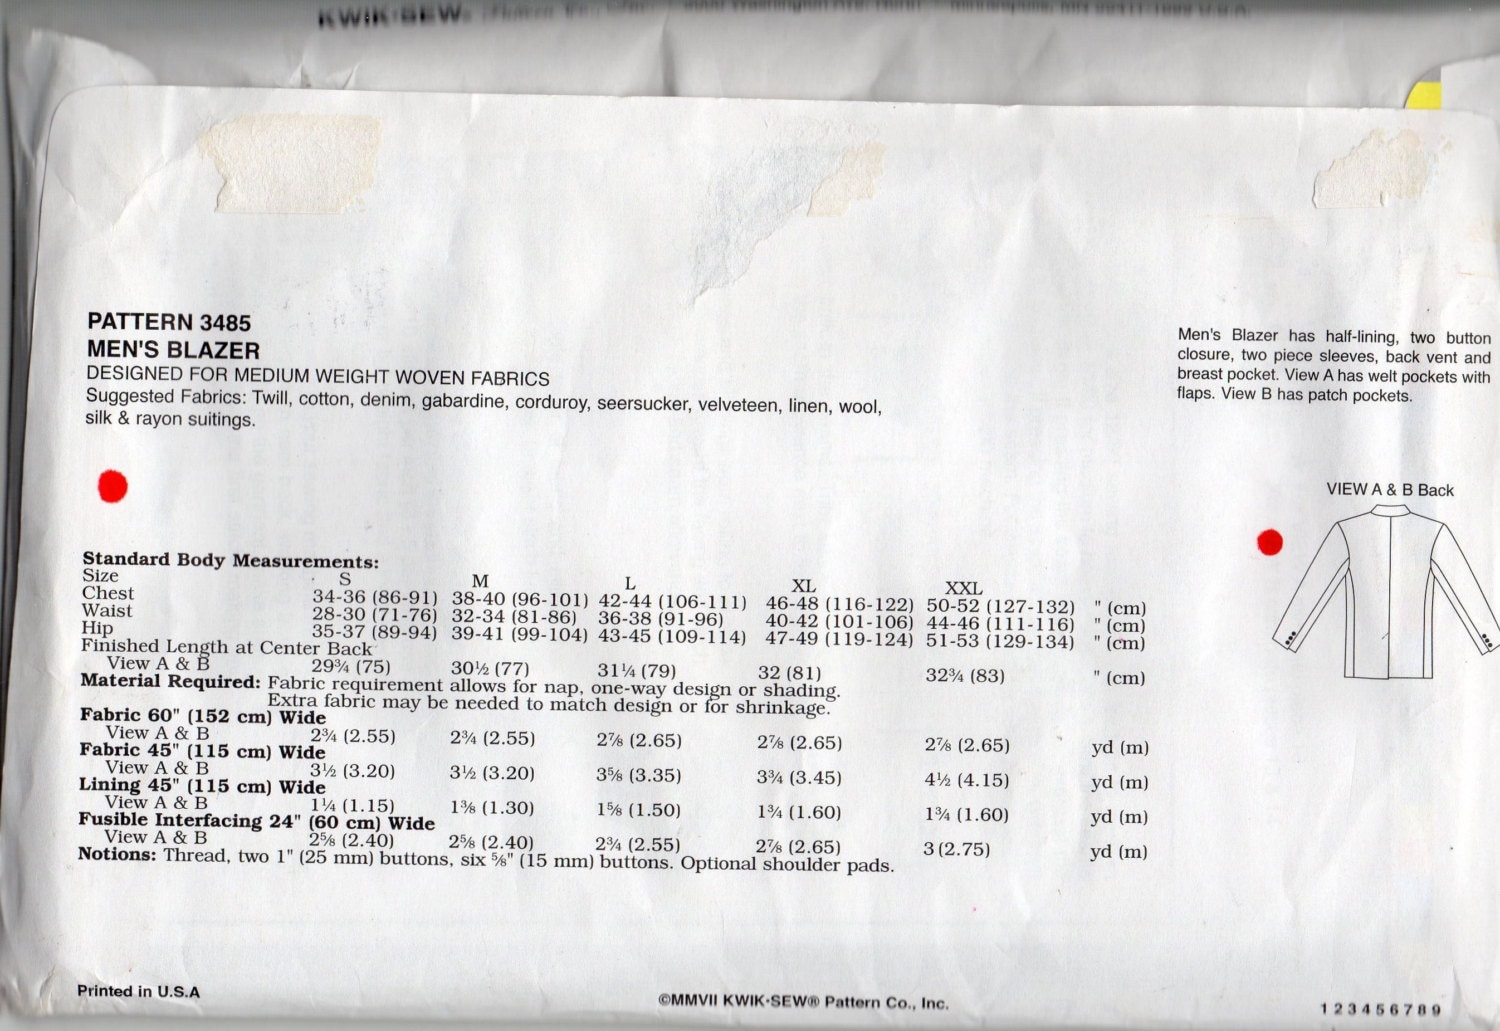 KWIK·SEW®
PATTERN 3485
MEN'S BLAZER
DESIGNED FOR MEDIUM WEIGHT WOVEN FABRICS
Suggested Fabrics: Twill, cotton, denim, gabardine, corduroy, seersucker, velveteen, linen, wool,
silk & rayon suitings.
Men's Blazer has half-lining, two button
closure, two piece sleeves, back vent and
breast pocket. View A has welt pockets with
flaps. View B has patch pockets.
VIEW A & B Back
Standard Body Measurements:
Size S M L XL XXL
Chest 34-36 (86-91) 38-40 (96-101) 42-44 (106-111) 46-48 (116-122) 50-52 (127-132) " (cm)
Waist 28-30 (71-76) 32-34 (81-86) 36-38 (91-96) 40-42 (101-106) 44-46 (111-116) " (cm)
Hip 35-37 (89-94) 39-41 (99-104) 43-45 (109-114) 47-49 (119-124) 51-53 (129-134) " (cm)
Finished Length at Center Back
View A & B 29¾ (75) 30½ (77) 31¼ (79) 32 (81) 32¾ (83) " (cm)
Material Required: Fabric requirement allows for nap, one-way design or shading.
Extra fabric may be needed to match design or for shrinkage.
Fabric 60" (152 cm) Wide
View A & B 2¾ (2.55) 2¾ (2.55) 2⅞ (2.65) 2⅞ (2.65) 2⅞ (2.65) yd (m)
Fabric 45" (115 cm) Wide
View A & B 3½ (3.20) 3½ (3.20) 3⅝ (3.35) 3¾ (3.45) 4½ (4.15) yd (m)
Lining 45" (115 cm) Wide
View A & B 1¼ (1.15) 1⅜ (1.30) 1⅝ (1.50) 1¾ (1.60) 1¾ (1.60) yd (m)
Fusible Interfacing 24" (60 cm) Wide
View A & B 2⅝ (2.40) 2⅝ (2.40) 2¾ (2.55) 2⅞ (2.65) 3 (2.75) yd (m)
Notions: Thread, two 1" (25 mm) buttons, six ⅝" (15 mm) buttons. Optional shoulder pads.
Printed in U.S.A
©MMVII KWIK·SEW® Pattern Co., Inc.
1 2 3 4 5 6 7 8 9